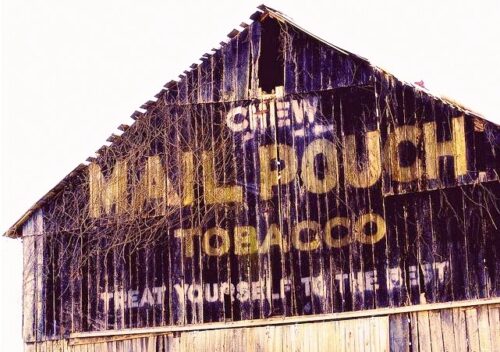 CHEW
MAIL POUCH
TOBACCO
TREAT YOURSELF TO THE BEST